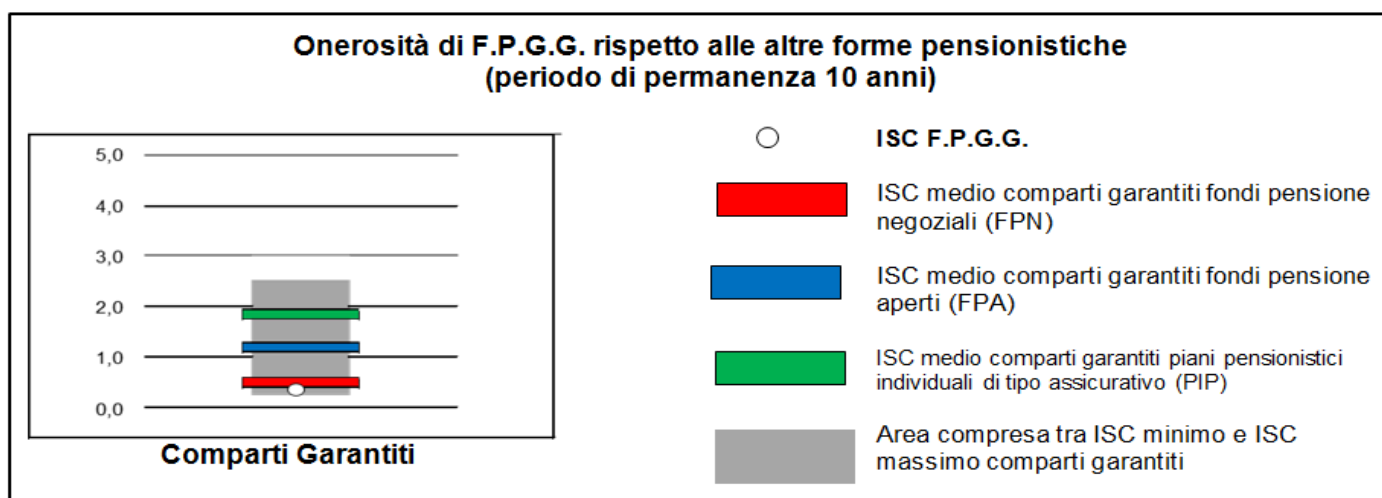 Onerosità di F.P.G.G. rispetto alle altre forme pensionistiche
(periodo di permanenza 10 anni)
5,0
4,0
3,0
2,0
1,0
0,0
Comparti Garantiti
ISC F.P.G.G.
ISC medio comparti garantiti fondi pensione
negoziali (FPN)
ISC medio comparti garantiti fondi pensione
aperti (FPA)
ISC medio comparti garantiti piani pensionistici
individuali di tipo assicurativo (PIP)
Area compresa tra ISC minimo e ISC
massimo comparti garantiti